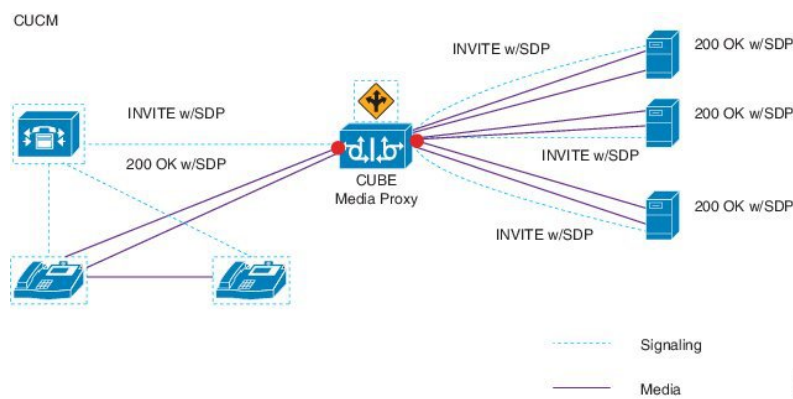 CUCM
INVITE w/SDP
200 OK w/SDP
INVITE w/SDP
200 OK w/SDP
200 OK w/SDP
INVITE w/SDP
200 OK w/SDP
INVITE w/SDP
CUBE
Media Proxy
Signaling
Media